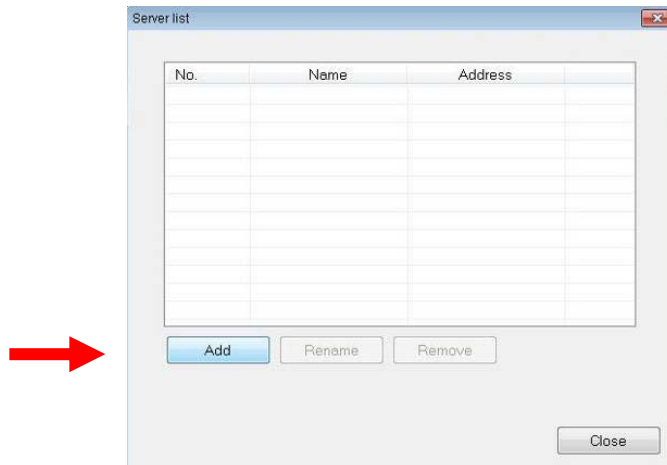 Server list
No. Name Address
Add Rename Remove
Close